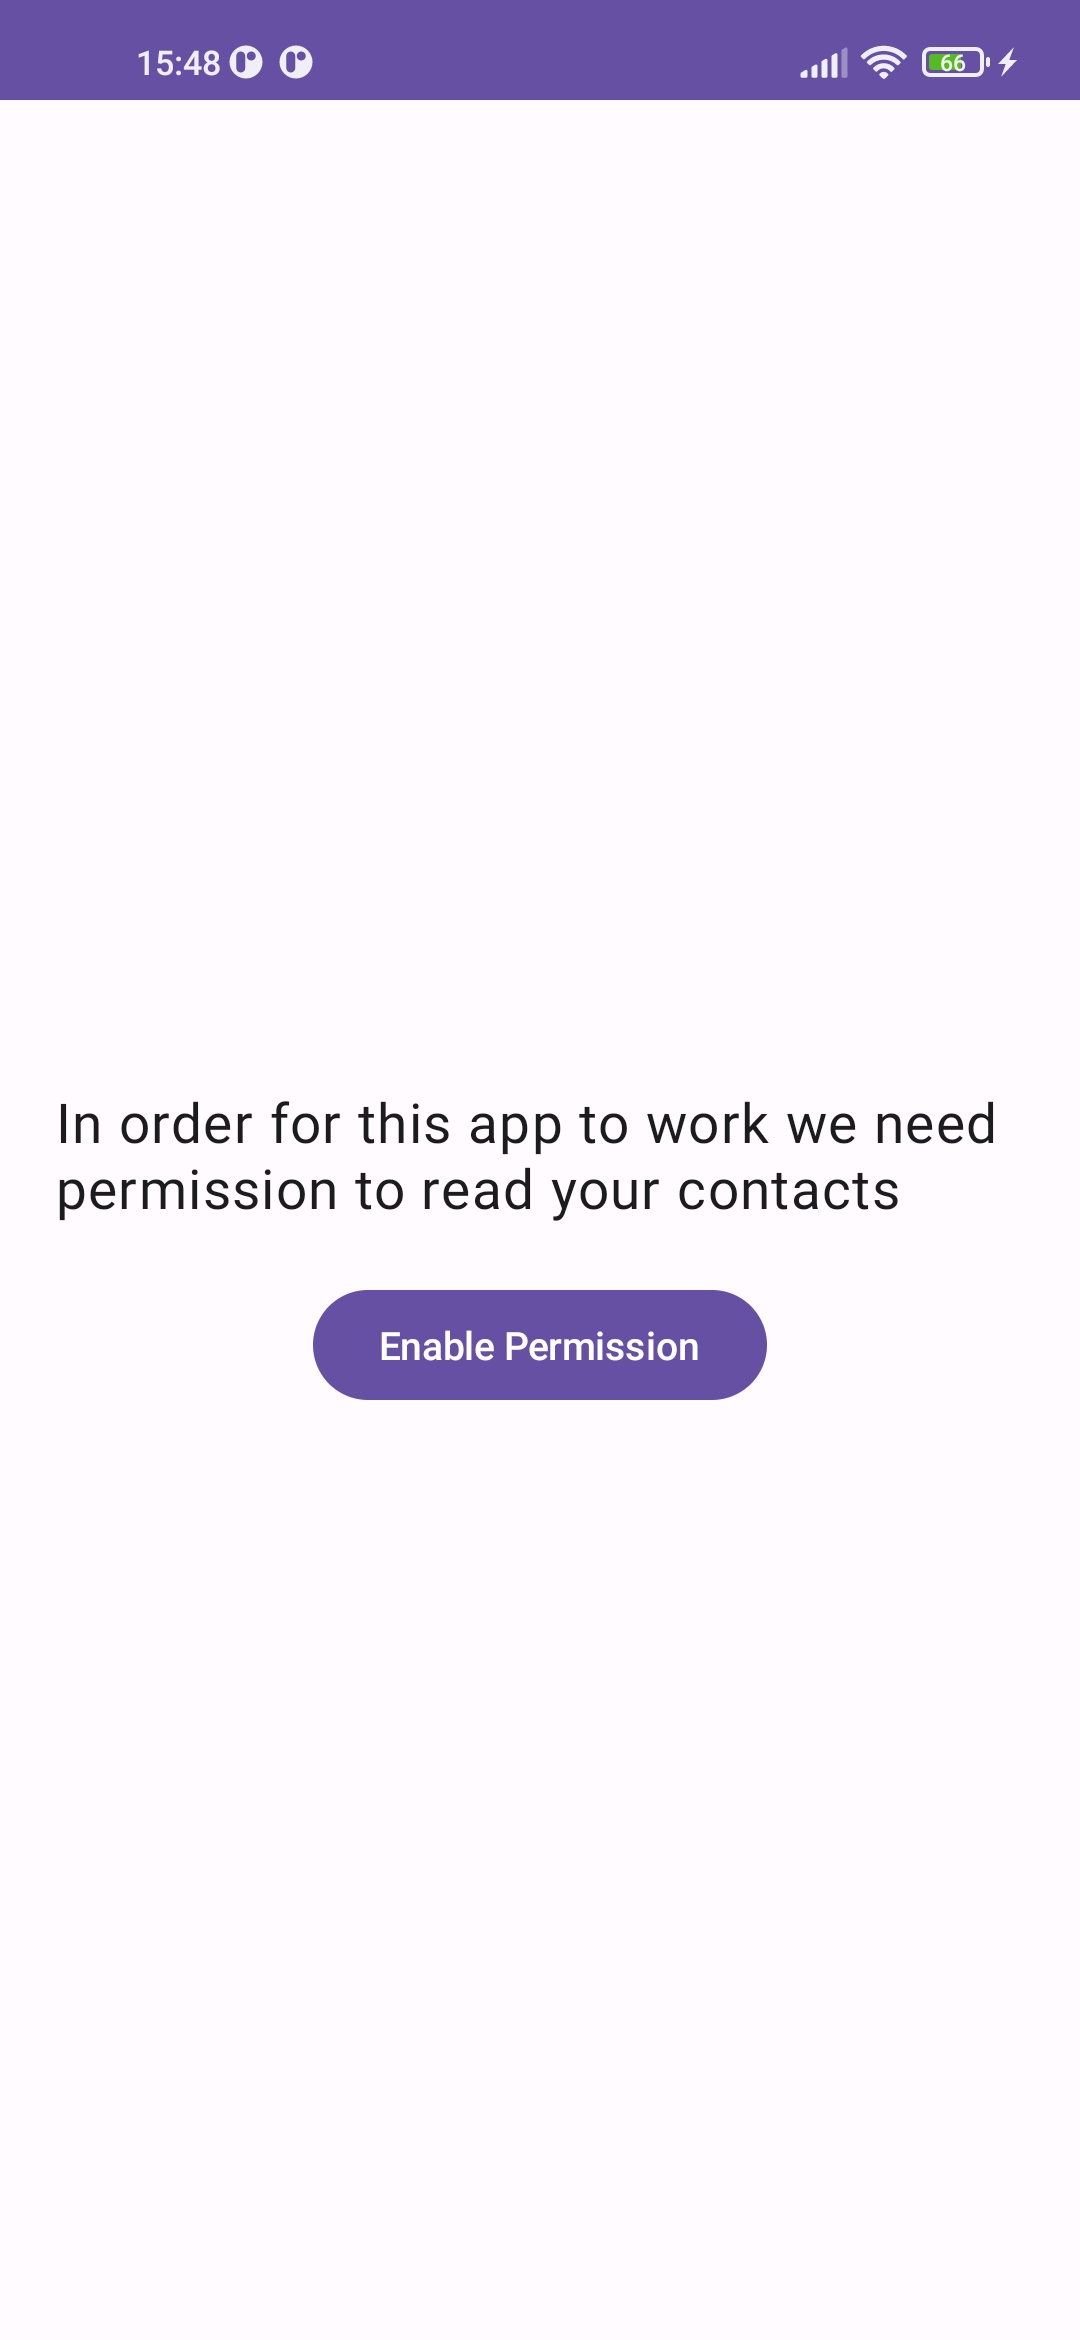 15:48
66
In order for this app to work we need
permission to read your contacts
Enable Permission